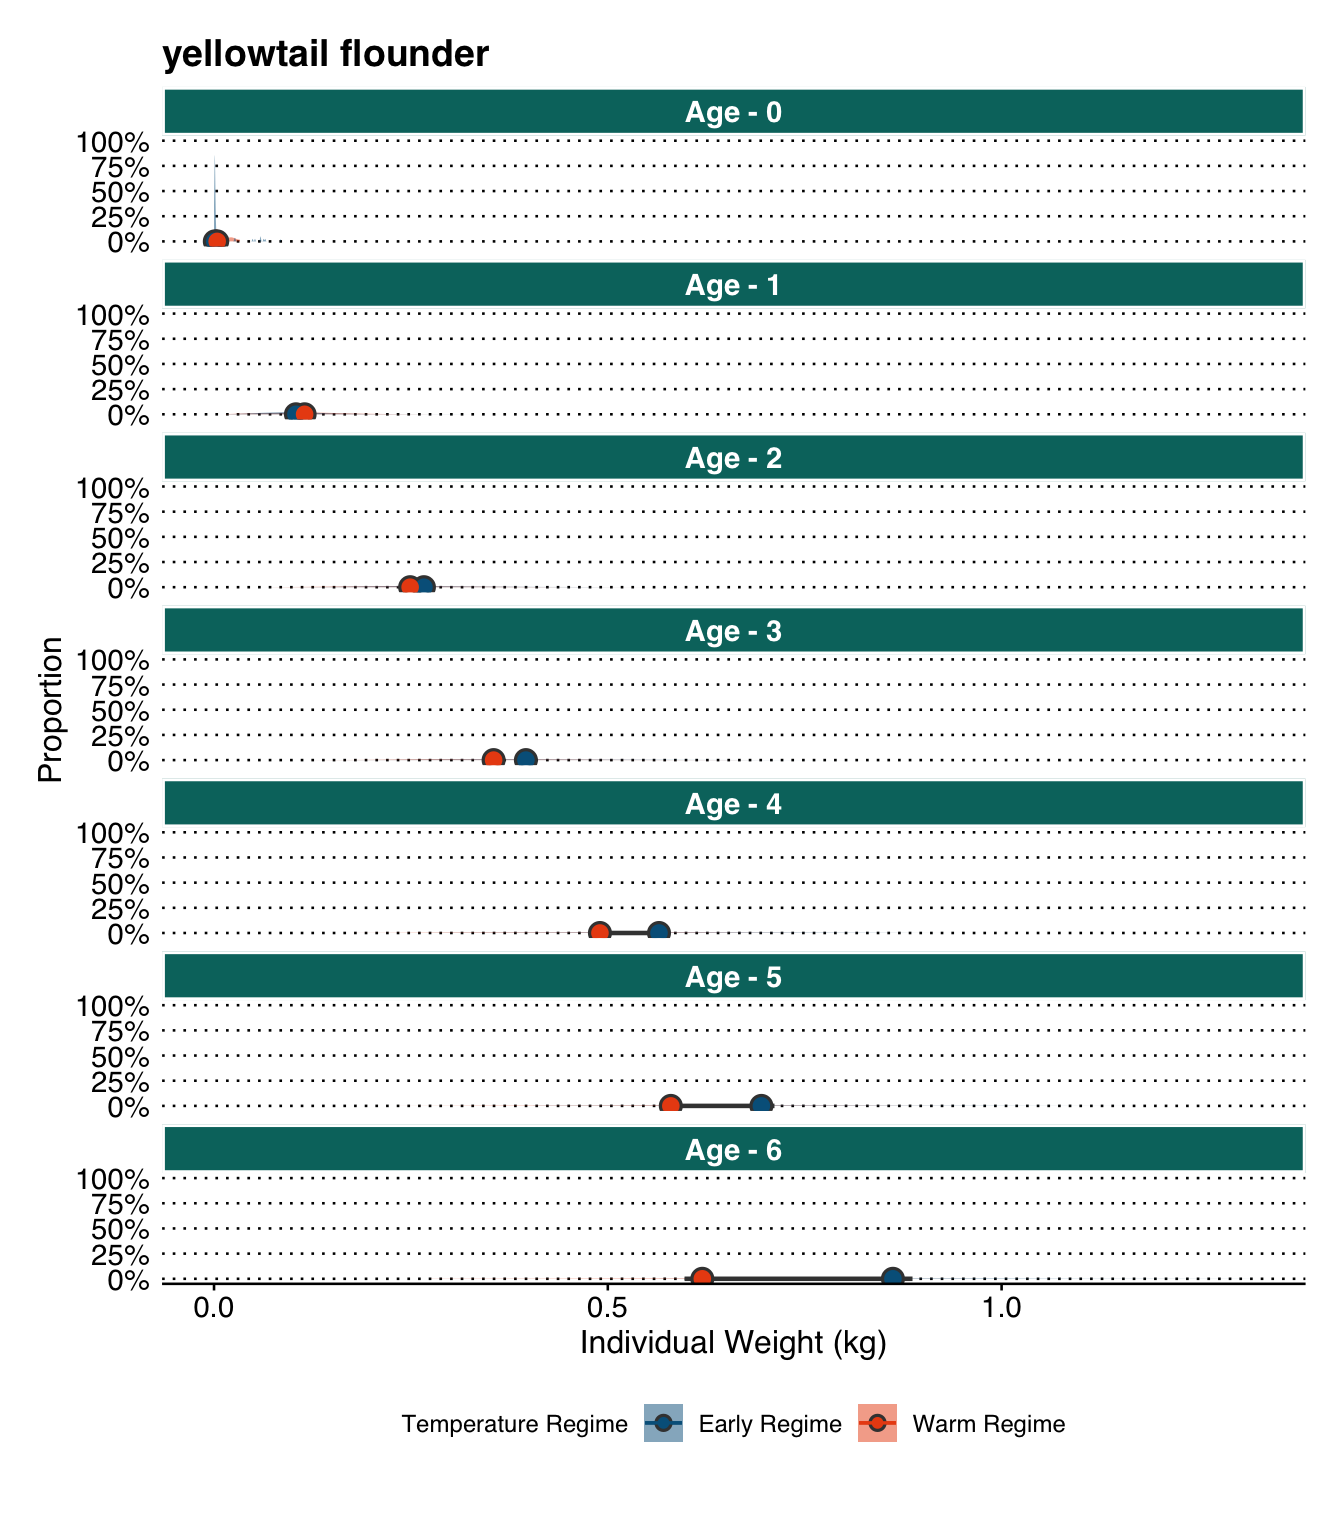 yellowtail flounder
Age - 0
100%
75%
50%
25%
0%
Age - 1
100%
75%
50%
25%
0%
Age - 2
100%
75%
50%
25%
0%
Age - 3
100%
75%
50%
25%
0%
Age - 4
100%
75%
50%
25%
0%
Age - 5
100%
75%
50%
25%
0%
Age - 6
100%
75%
50%
25%
0%
Proportion
0.0 0.5 1.0
Individual Weight (kg)
Temperature Regime Early Regime Warm Regime